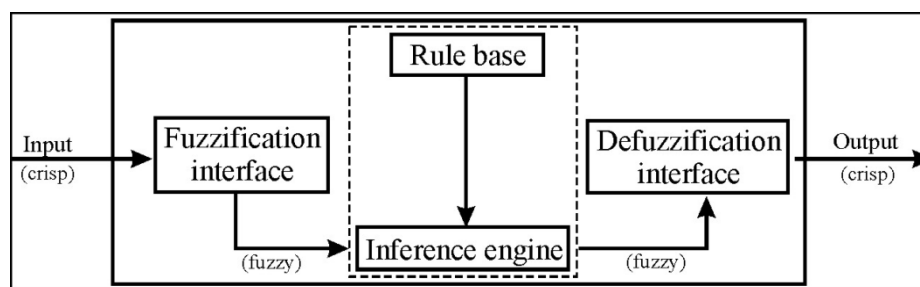 Rule base
Input
(crisp)
Fuzzification
interface
Defuzzification
interface
Output
(crisp)
(fuzzy)
Inference engine
(fuzzy)